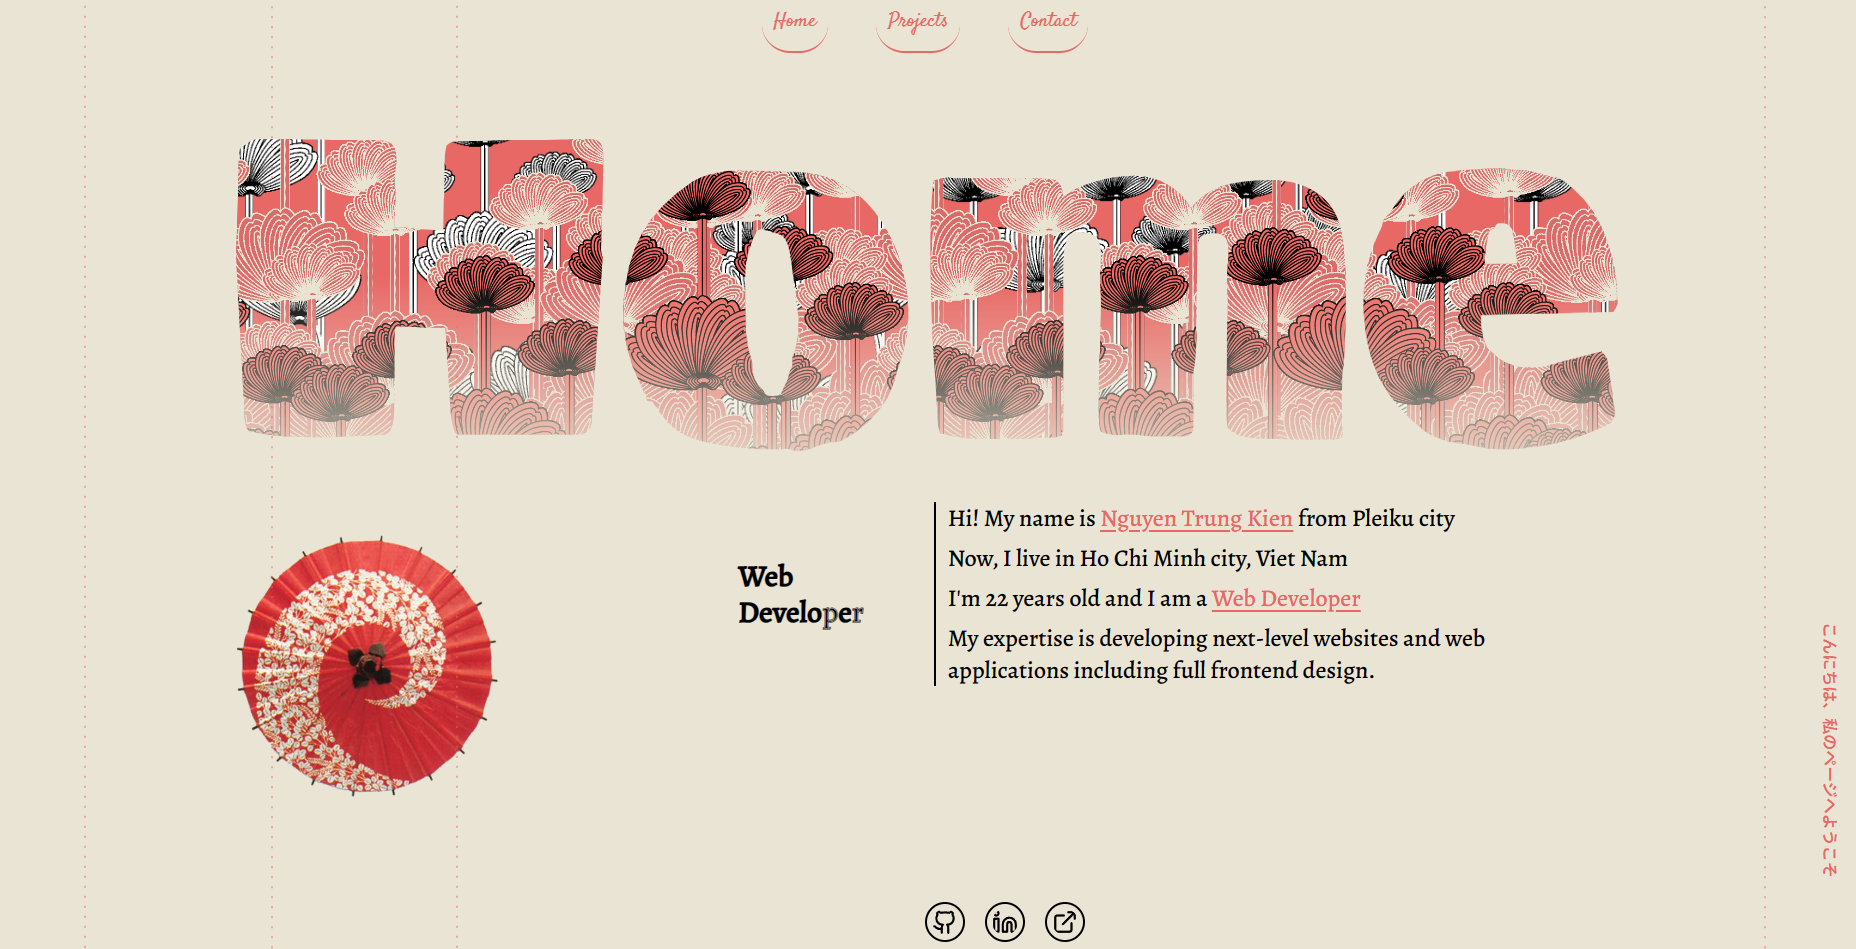 Home
Projects
Contact
Home
Web
Developer
Hi! My name is Nguyen Trung Kien from Pleiku city
Now, I live in Ho Chi Minh city, Viet Nam
I'm 22 years old and I am a Web Developer
My expertise is developing next-level websites and web
applications including full frontend design.
こんにちは、私のページへようこそ
in